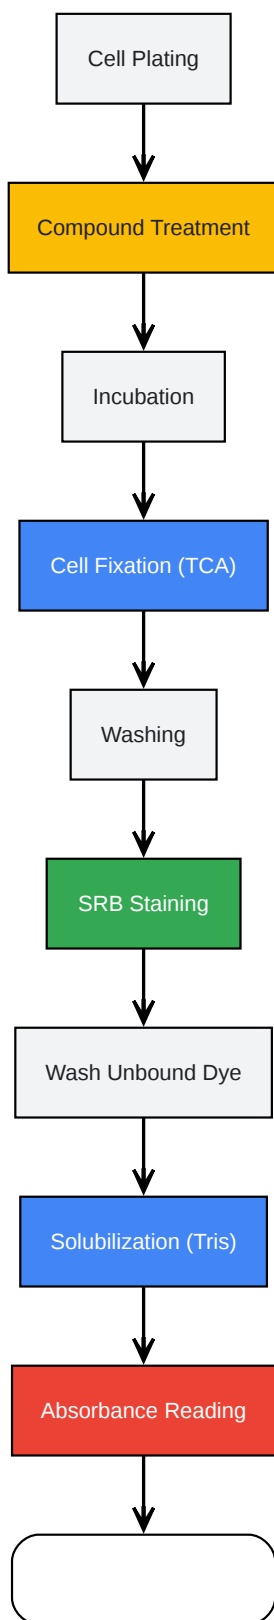 Cell Plating
Compound Treatment
Incubation
Cell Fixation (TCA)
Washing
SRB Staining
Wash Unbound Dye
Solubilization (Tris)
Absorbance Reading